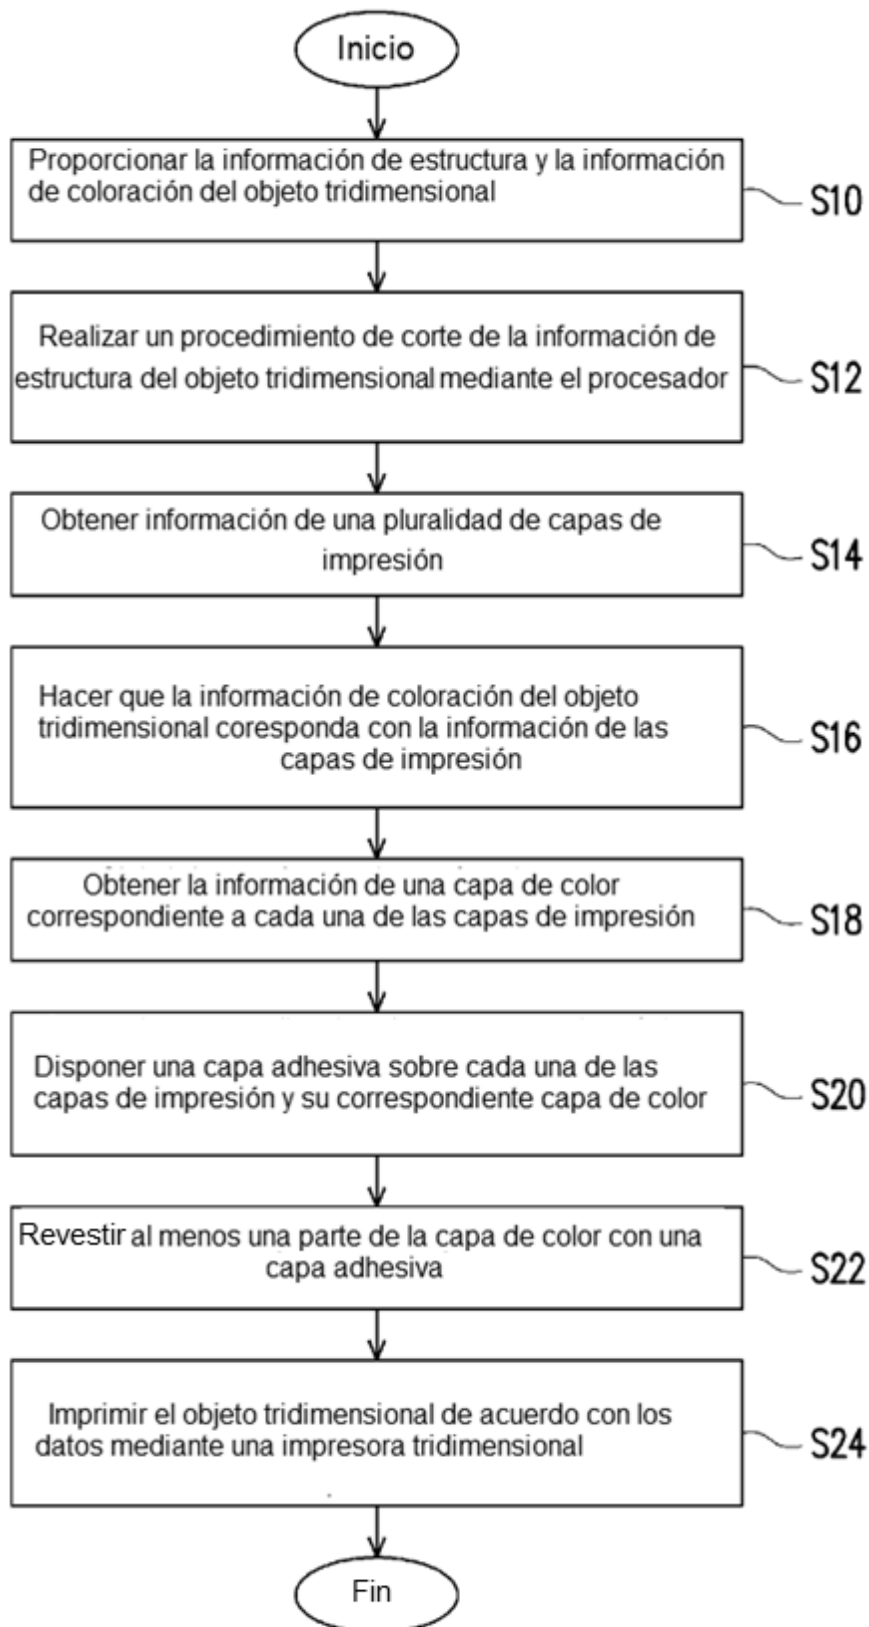 Inicio
Proporcionar la información de estructura y la información
de coloración del objeto tridimensional
S10
Realizar un procedimiento de corte de la información de
estructura del objeto tridimensional mediante el procesador
S12
Obtener información de una pluralidad de capas de
impresión
S14
Hacer que la información de coloración del objeto
tridimensional coresponda con la información de las
capas de impresión
S16
Obtener la información de una capa de color
correspondiente a cada una de las capas de impresión
S18
Disponer una capa adhesiva sobre cada una de las
capas de impresión y su correspondiente capa de color
S20
Revestir al menos una parte de la capa de color con una
capa adhesiva
S22
Imprimir el objeto tridimensional de acuerdo con los
datos mediante una impresora tridimensional
S24
Fin